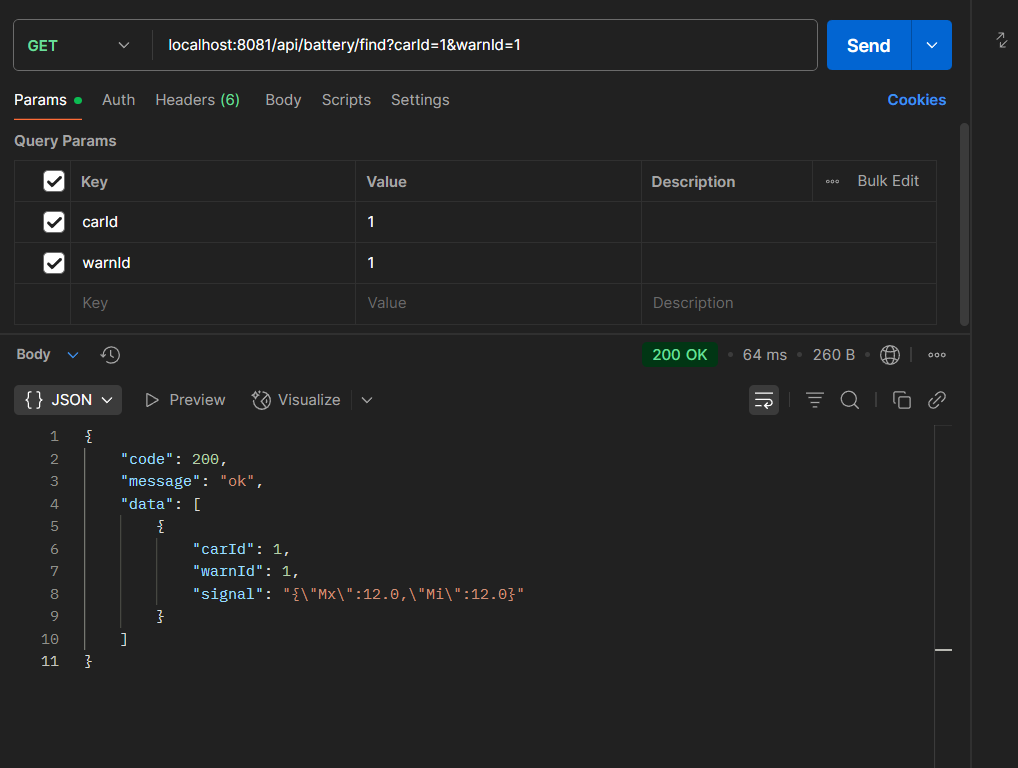 GET localhost:8081/api/battery/find?carId=1&warnId=1 Send
Params Auth Headers (6) Body Scripts Settings Cookies
Query Params
Key Value Description Bulk Edit
carId 1
warnId 1
Key Value Description
Body 200 OK • 64 ms • 260 B •
{} JSON Preview Visualize
1 {
2 "code": 200,
3 "message": "ok",
4 "data": [
5 {
6 "carId": 1,
7 "warnId": 1,
8 "signal": "{\"Mx\":12.0,\"Mi\":12.0}"
9 }
10 ]
11 }